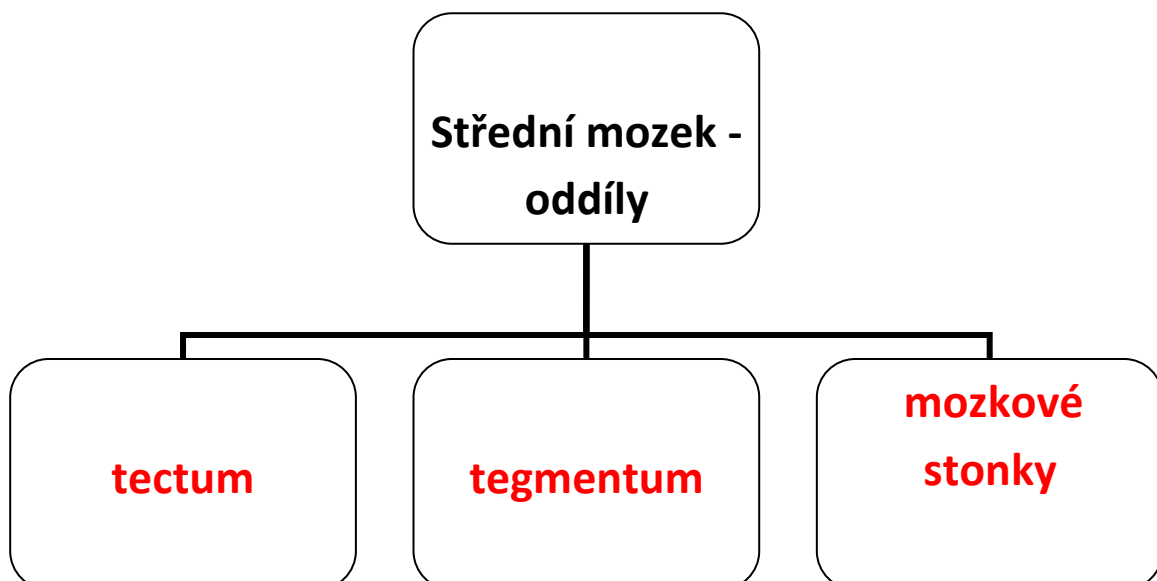 Střední mozek -
oddíly
tectum
tegmentum
mozkové
stonky